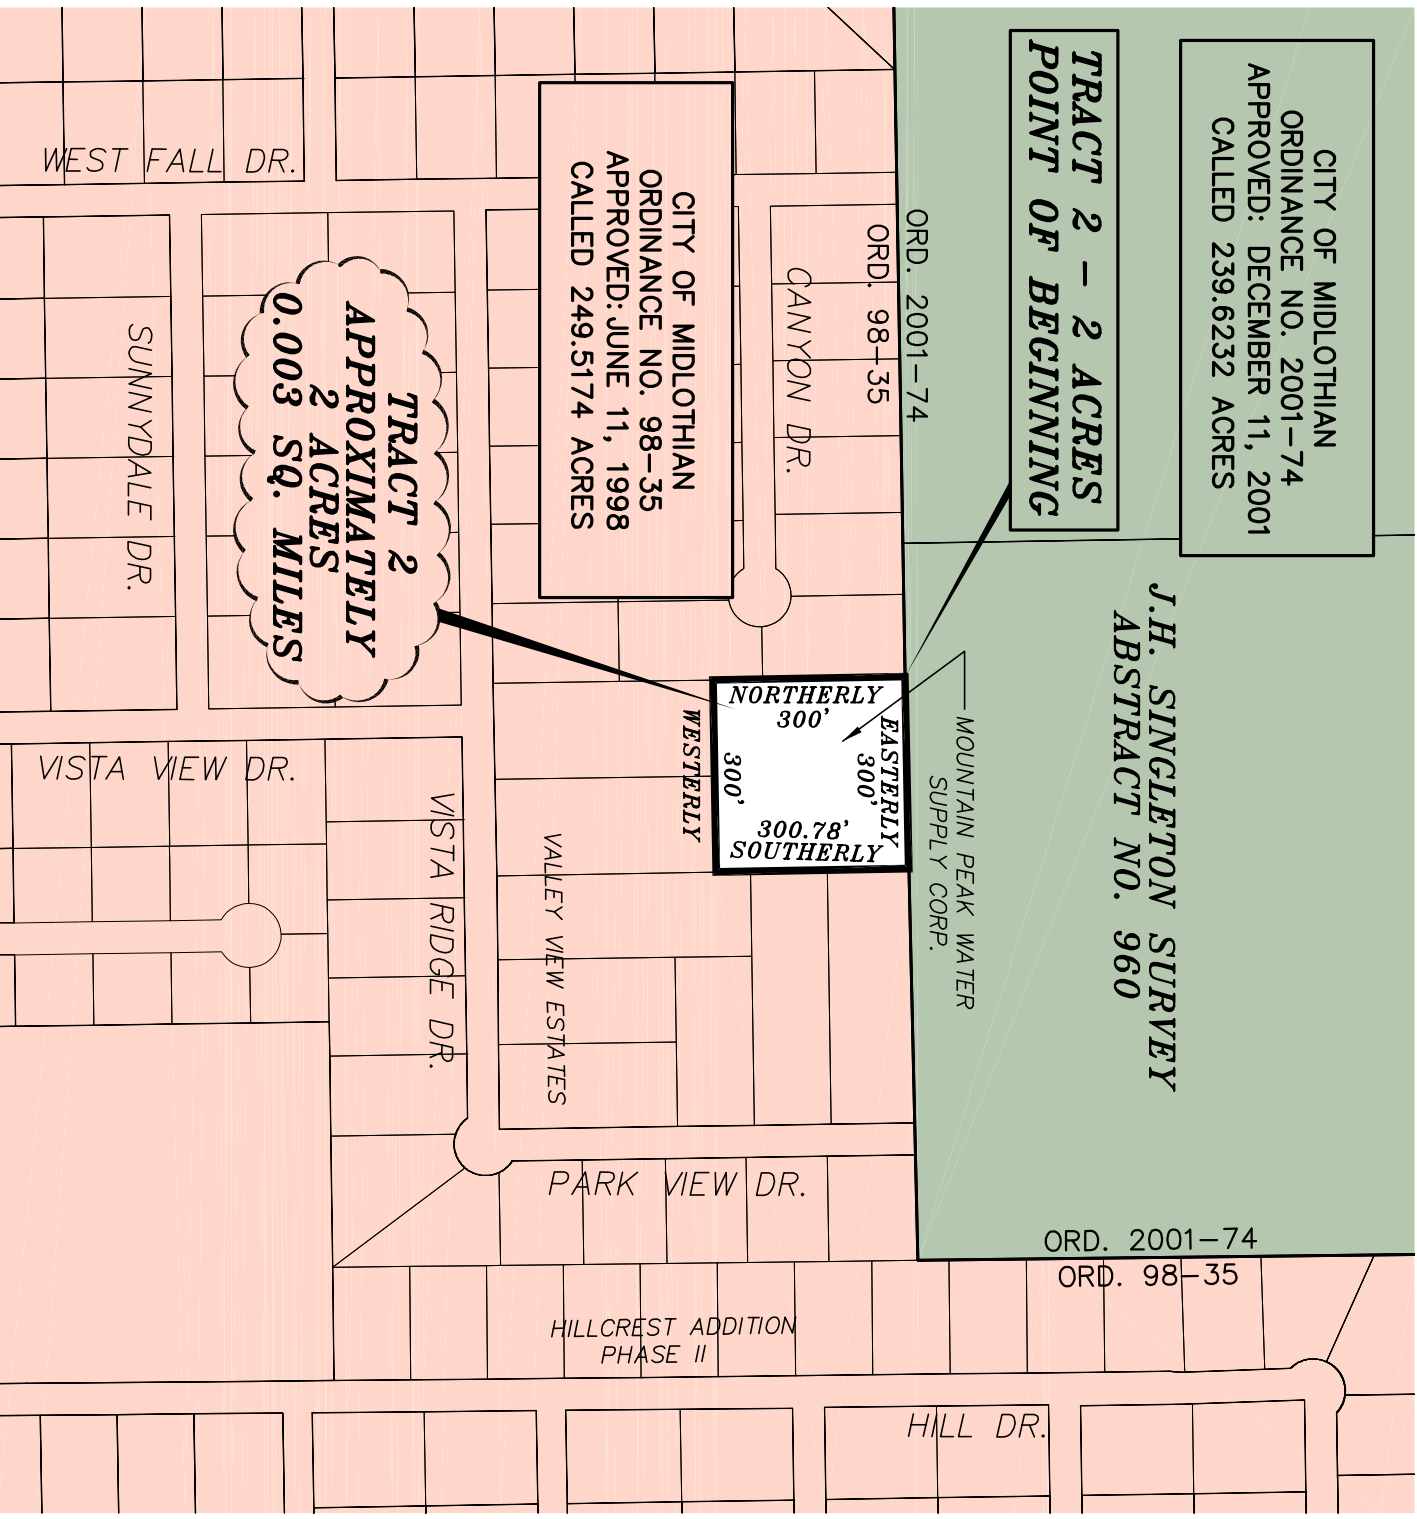 CITY OF MIDLOTHIAN
ORDINANCE NO. 2001-74
APPROVED: DECEMBER 11, 2001
CALLED 239.6232 ACRES
TRACT 2 - 2 ACRES
POINT OF BEGINNING
ORD. 2001-74
ORD. 98-35
CITY OF MIDLOTHIAN
ORDINANCE NO. 98-35
APPROVED: JUNE 11, 1998
CALLED 249.5174 ACRES
WEST FALL DR.
CANYON DR.
SUNNYDALE DR.
TRACT 2
APPROXIMATELY
2 ACRES
0.003 SQ. MILES
J.H. SINGLETON SURVEY
ABSTRACT NO. 960
NORTHERLY
300'
EASTERLY
300'
300'
WESTERLY
300.78'
SOUTHERLY
MOUNTAIN PEAK WATER
SUPPLY CORP.
VISTA VIEW DR.
VISTA RIDGE DR.
VALLEY VIEW ESTATES
PARK VIEW DR.
ORD. 2001-74
ORD. 98-35
HILLCREST ADDITION
PHASE II
HILL DR.